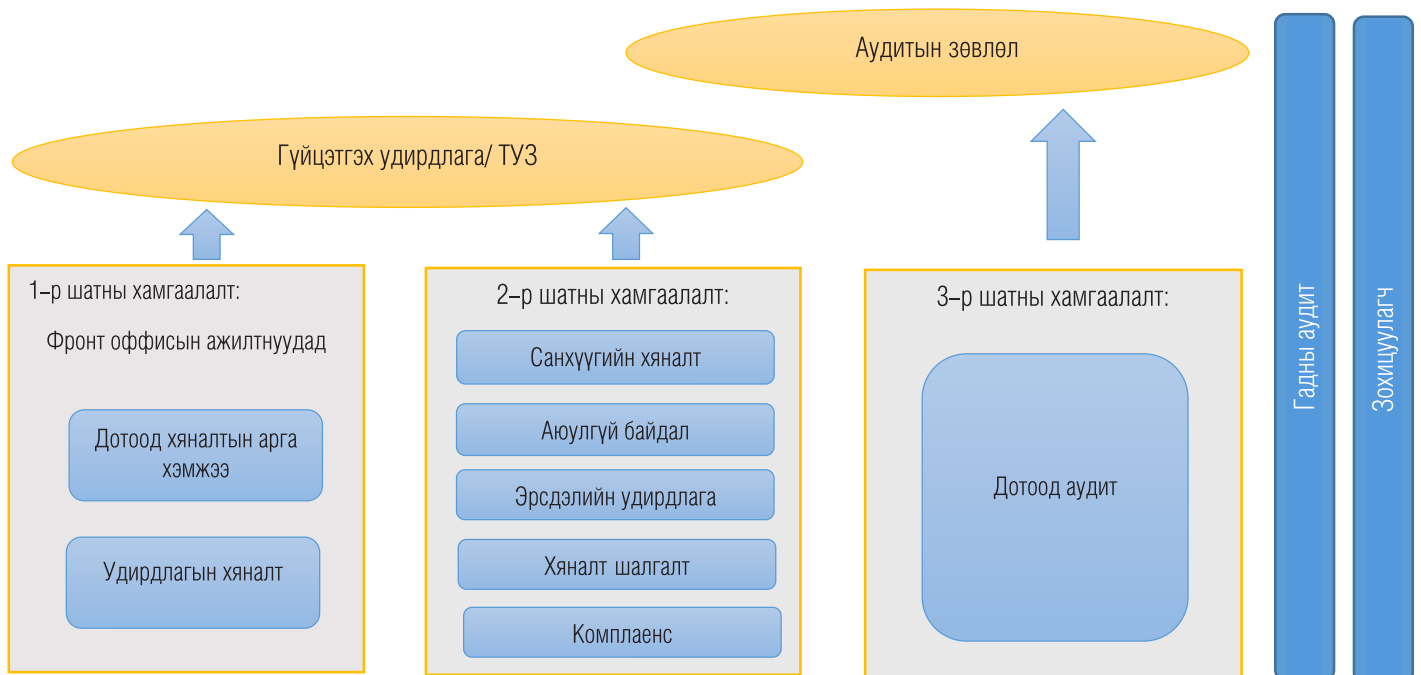 Аудитын зөвлөл
Гүйцэтгэх удирдлага/ ТУЗ
1–р шатны хамгаалалт:
Фронт оффисын ажилтнуудад
Дотоод хяналтын арга
хэмжээ
Удирдлагын хяналт
2–р шатны хамгаалалт:
Санхүүгийн хяналт
Аюулгүй байдал
Эрсдэлийн удирдлага
Хяналт шалгалт
Комплаенс
3–р шатны хамгаалалт:
Дотоод аудит
Гадны аудит
Зохицуулагч